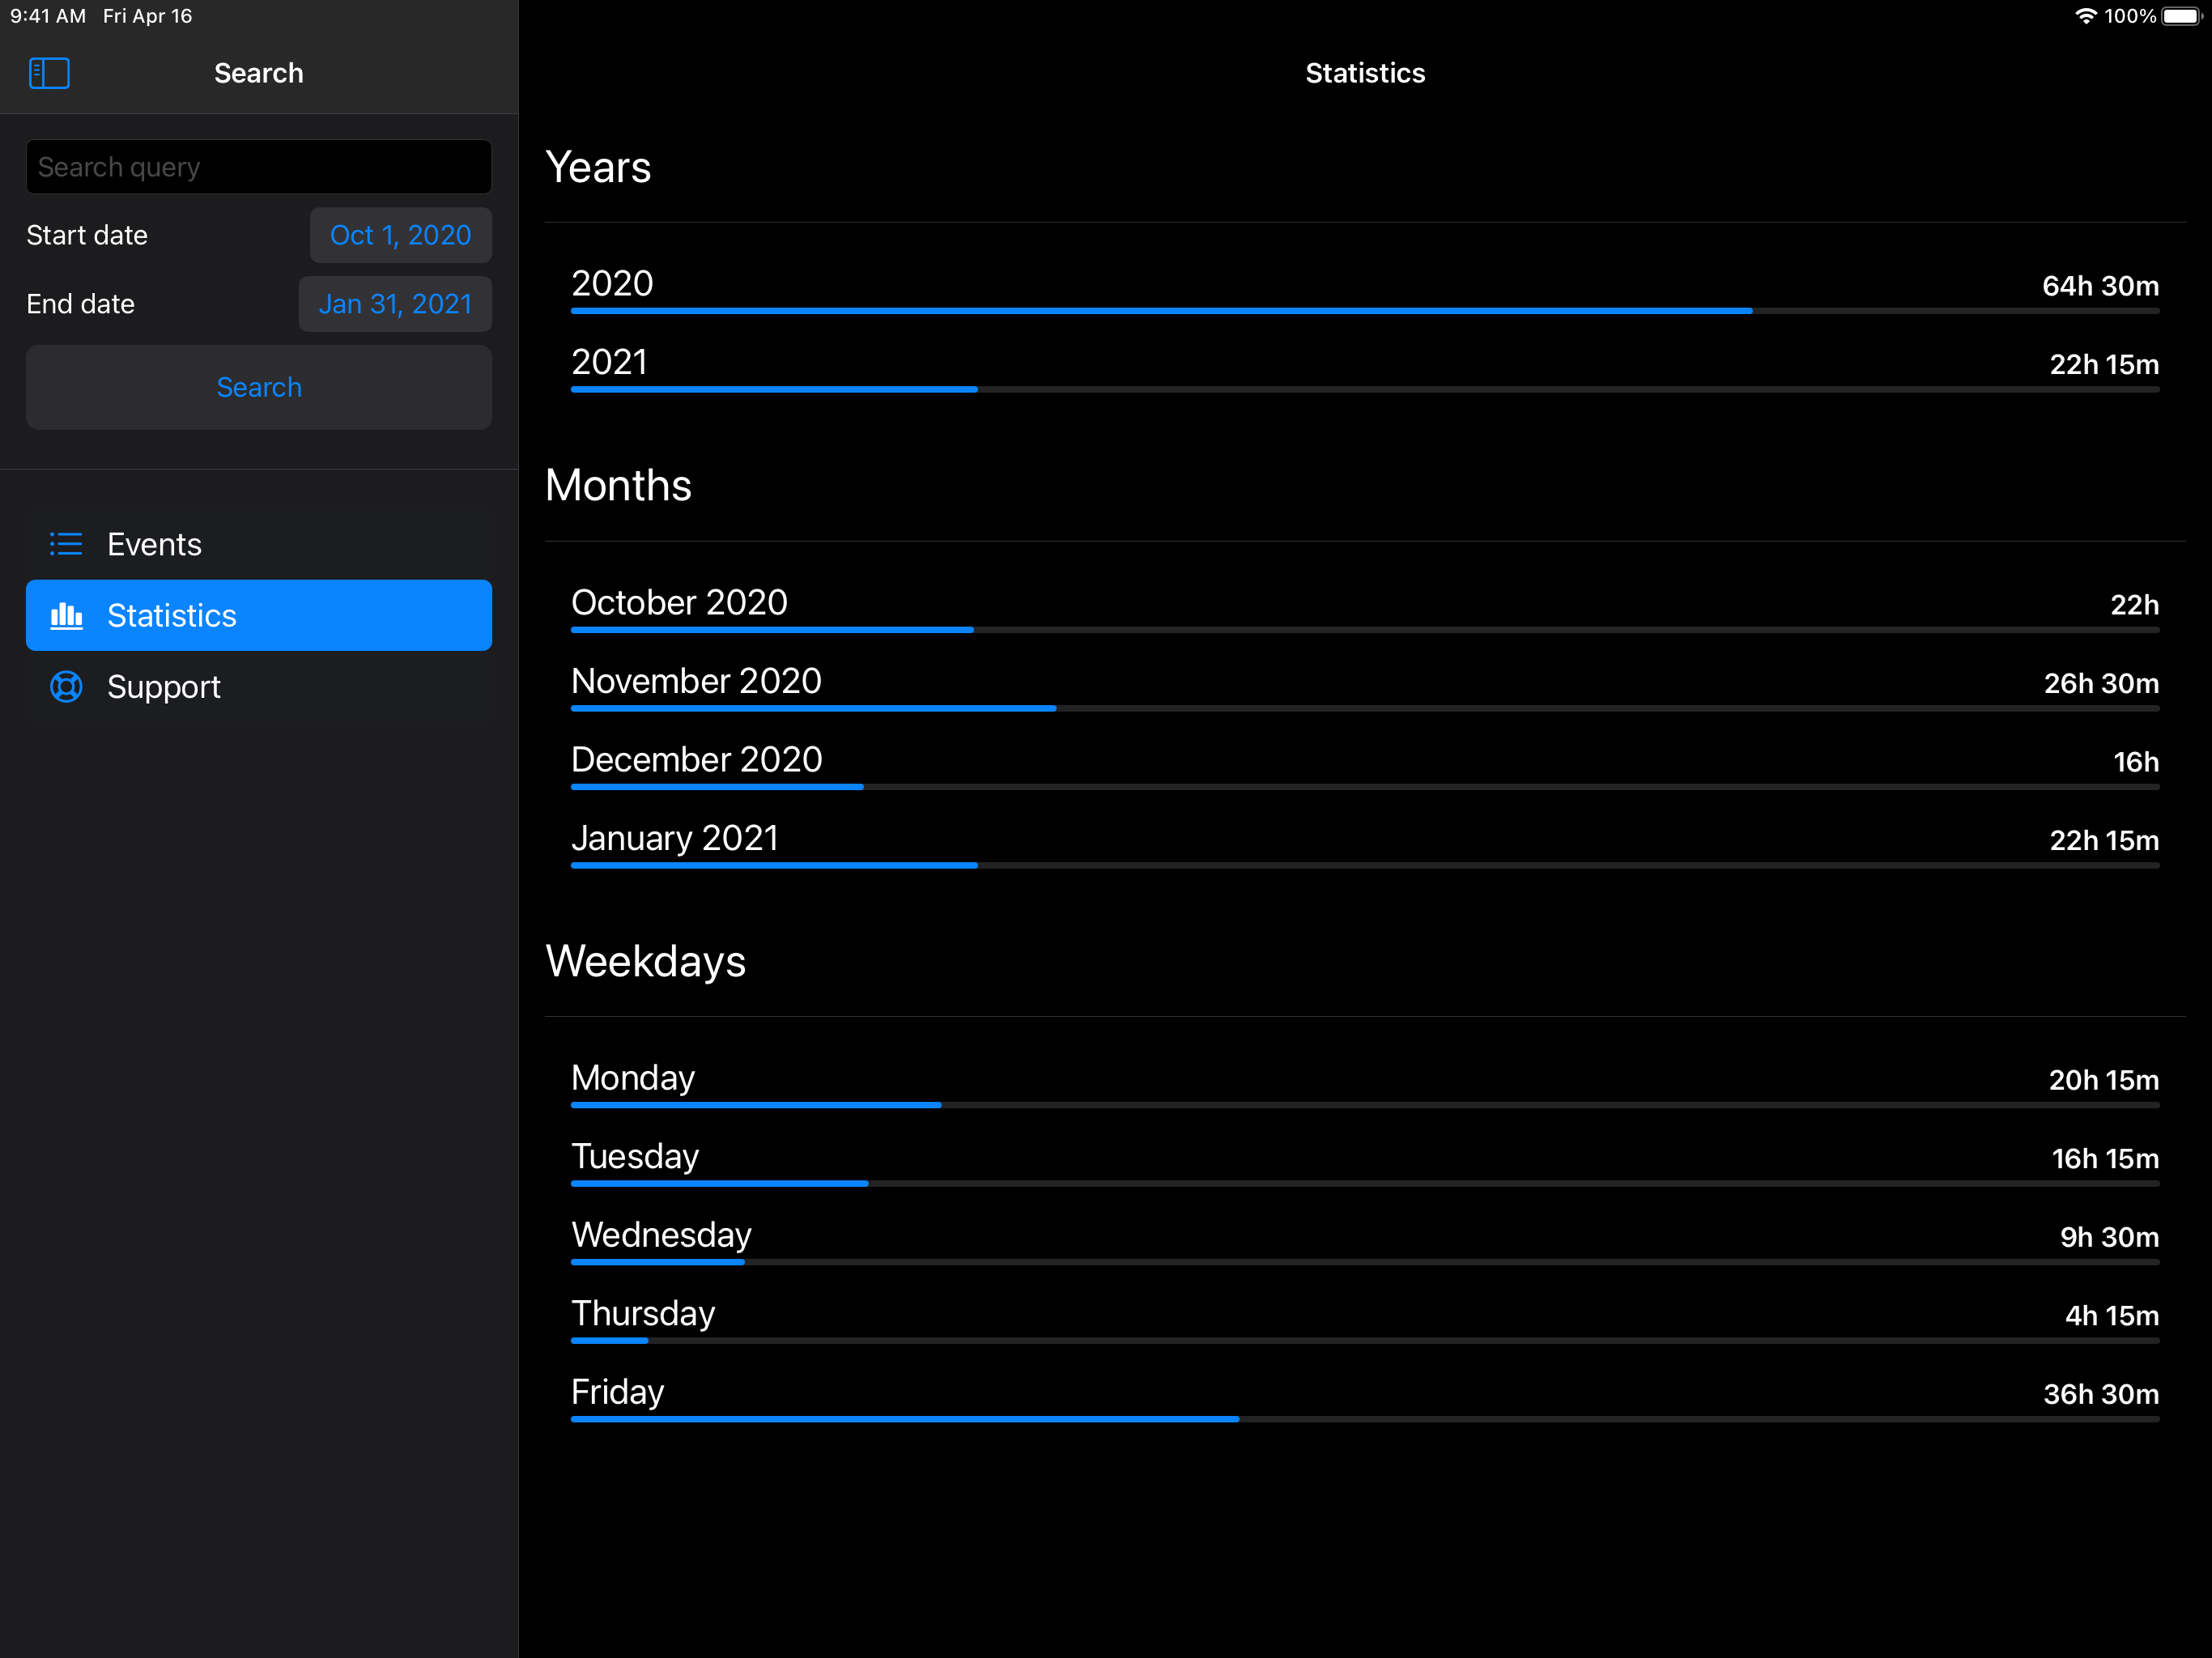 9:41 AM Fri Apr 16
100%
Search
Search query
Start date
Oct 1, 2020
End date
Jan 31, 2021
Search
Events
Statistics
Support
Statistics
Years
2020 64h 30m
2021 22h 15m
Months
October 2020 22h
November 2020 26h 30m
December 2020 16h
January 2021 22h 15m
Weekdays
Monday 20h 15m
Tuesday 16h 15m
Wednesday 9h 30m
Thursday 4h 15m
Friday 36h 30m